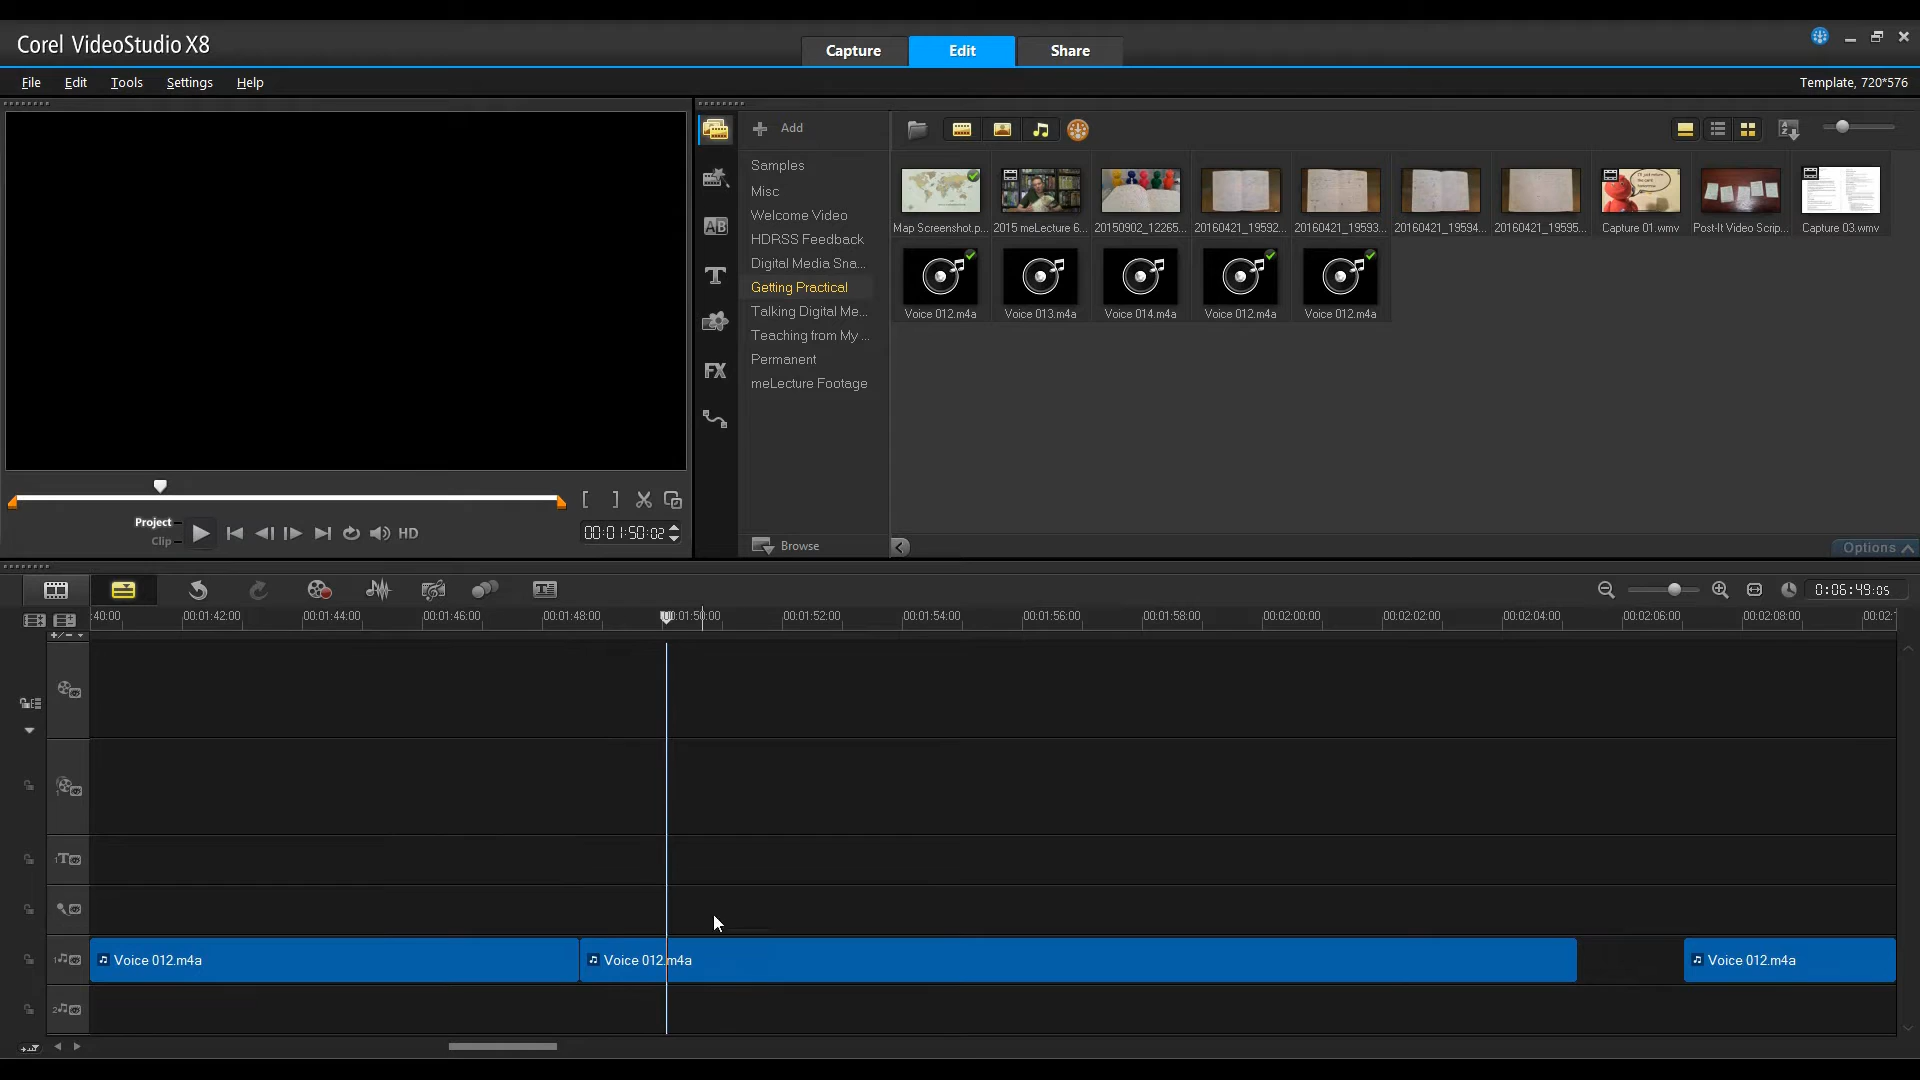 Corel VideoStudio X8
Capture
Edit
Share
File
Edit
Tools
Settings
Help
Template, 720*576
Add
Samples
Misc
Welcome Video
HDRSS Feedback
Digital Media Sna...
Getting Practical
Talking Digital Me...
Teaching from My ...
Permanent
meLecture Footage
Browse
Map Screenshot.p...
2015 meLecture 6...
20150902_12265...
20160421_19592...
20160421_19593...
20160421_19594...
20160421_19595...
Capture 01.wmv
Post-It Video Scrip...
Capture 03.wmv
Voice 012.m4a
Voice 013.m4a
Voice 014.m4a
Voice 012.m4a
Voice 012.m4a
Options
Project
Clip
HD
00:01:50:02
AB
T
FX
0:06:49:05
:40:00
00:01:42:00
00:01:44:00
00:01:46:00
00:01:48:00
00:01:50:00
00:01:52:00
00:01:54:00
00:01:56:00
00:01:58:00
00:02:00:00
00:02:02:00
00:02:04:00
00:02:06:00
00:02:08:00
00:02:
Voice 012.m4a
Voice 012.m4a
Voice 012.m4a